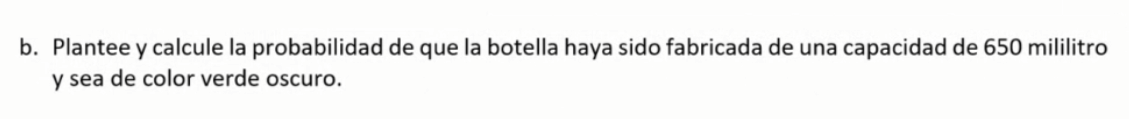 b. Plantee y calcule la probabilidad de que la botella haya sido fabricada de una capacidad de 650 mililitro
y sea de color verde oscuro.